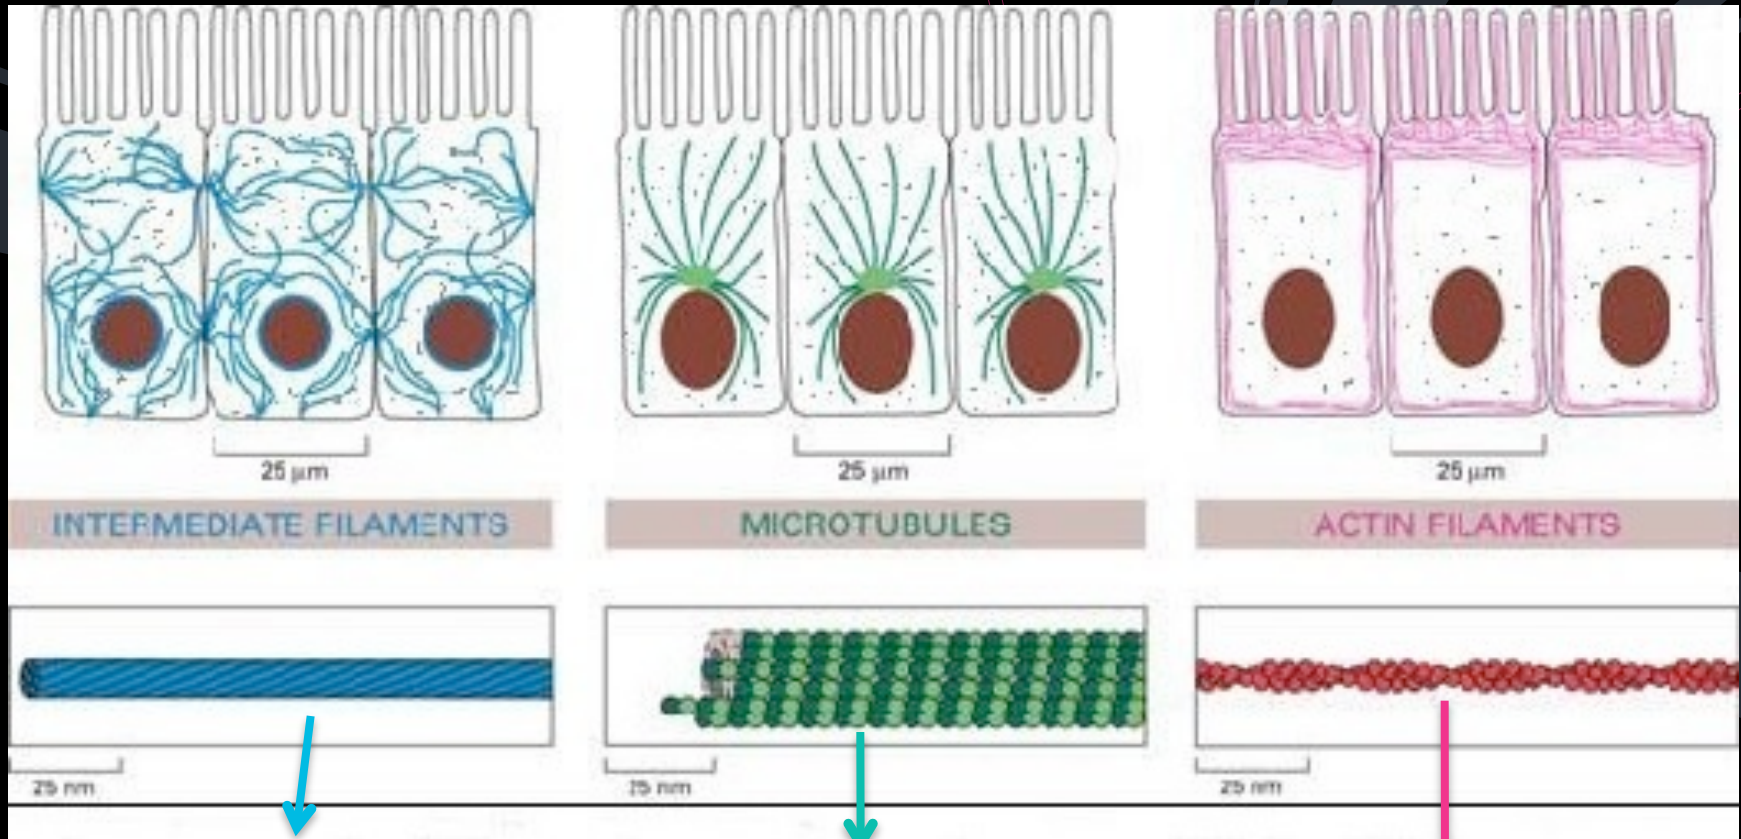 25 µm
25 µm
25 µm
INTERMEDIATE FILAMENTS
MICROTUBULES
ACTIN FILAMENTS
25 nm
25 nm
25 nm